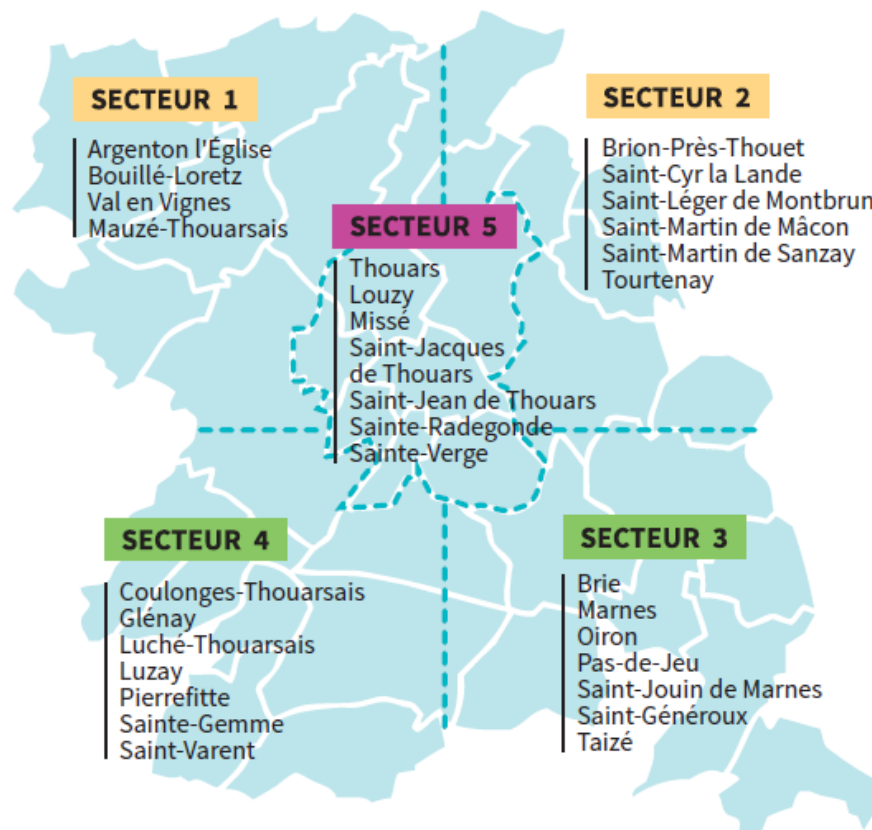 SECTEUR 1
Argenton l'Église
Bouillé-Loretz
Val en Vignes
Mauzé-Thouarsais
SECTEUR 2
Brion-Près-Thouet
Saint-Cyr la Lande
Saint-Léger de Montbrun
Saint-Martin de Mâcon
Saint-Martin de Sanzay
Tourtenay
SECTEUR 5
Thouars
Louzy
Missé
Saint-Jacques
de Thouars
Saint-Jean de Thouars
Sainte-Radegonde
Sainte-Verge
SECTEUR 4
Coulonges-Thouarsais
Glénay
Luché-Thouarsais
Luzay
Pierrefitte
Sainte-Gemme
Saint-Varent
SECTEUR 3
Brie
Marnes
Oiron
Pas-de-Jeu
Saint-Jouin de Marnes
Saint-Généroux
Taizé